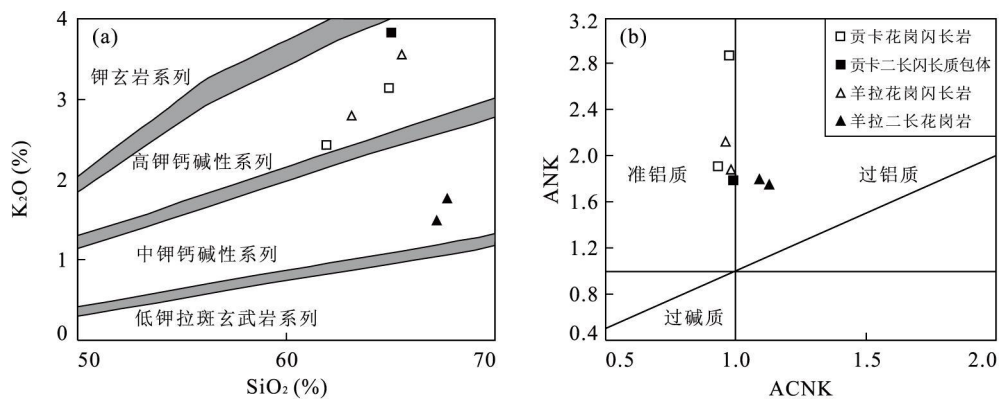 (a)
4
3
2
1
0
K₂O (%)
钾玄岩系列
高钾钙碱性系列
中钾钙碱性系列
低钾拉斑玄武岩系列
50
60
70
SiO₂ (%)
(b)
3.2
2.8
2.4
2.0
1.6
1.2
0.8
0.4
ANK
贡卡花岗闪长岩
贡卡二长闪长质包体
羊拉花岗闪长岩
羊拉二长花岗岩
准铝质
过铝质
过碱质
0.5
1.0
1.5
2.0
ACNK